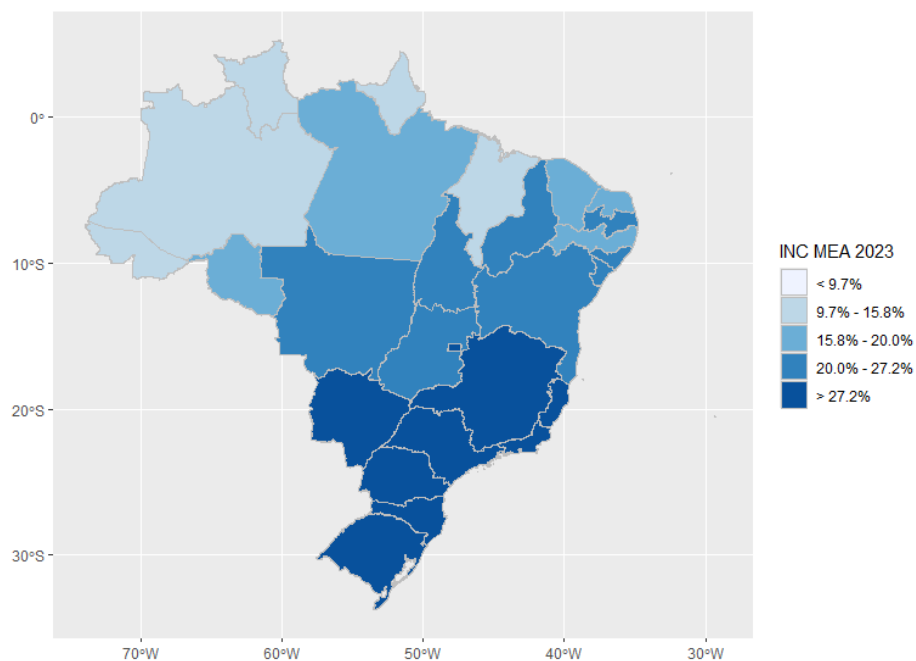 0°
10°S
20°S
30°S
70°W
60°W
50°W
40°W
30°W
INC MEA 2023
< 9.7%
9.7% - 15.8%
15.8% - 20.0%
20.0% - 27.2%
> 27.2%